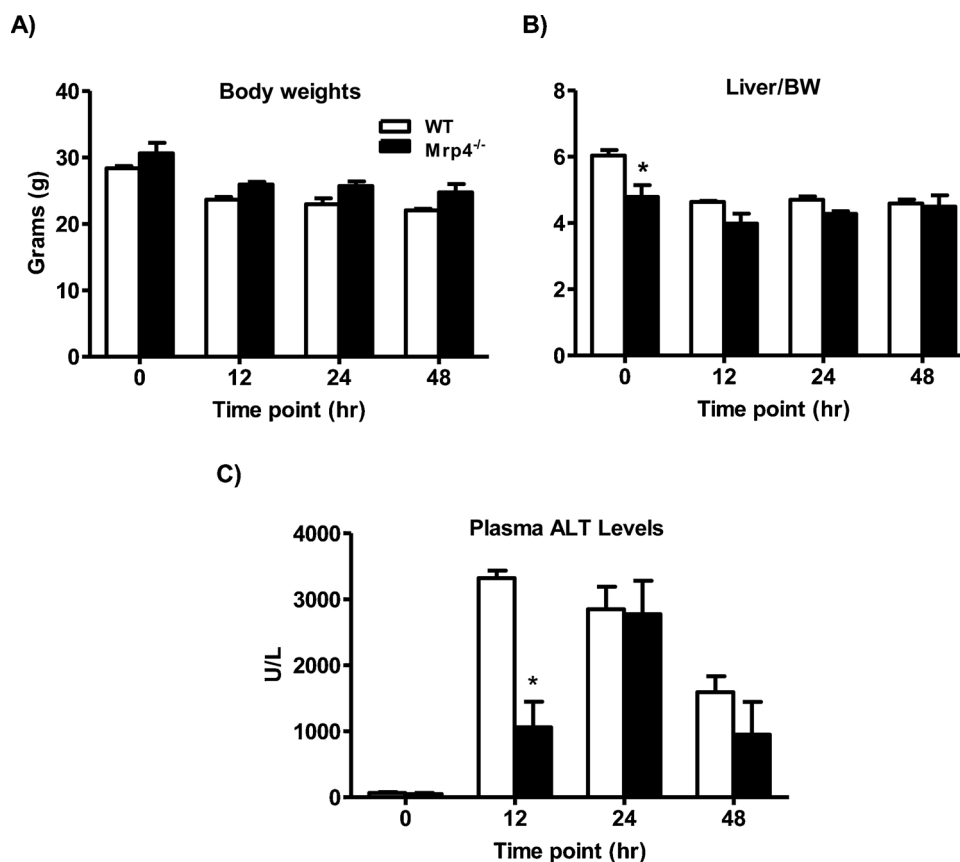 A)
Body weights
40
30
20
10
0
Grams (g)
WT
Mrp4-/-
0 12 24 48
Time point (hr)
B)
Liver/BW
8
6
4
2
0
*
0 12 24 48
Time point (hr)
C)
Plasma ALT Levels
4000
3000
2000
1000
0
U/L
*
0 12 24 48
Time point (hr)